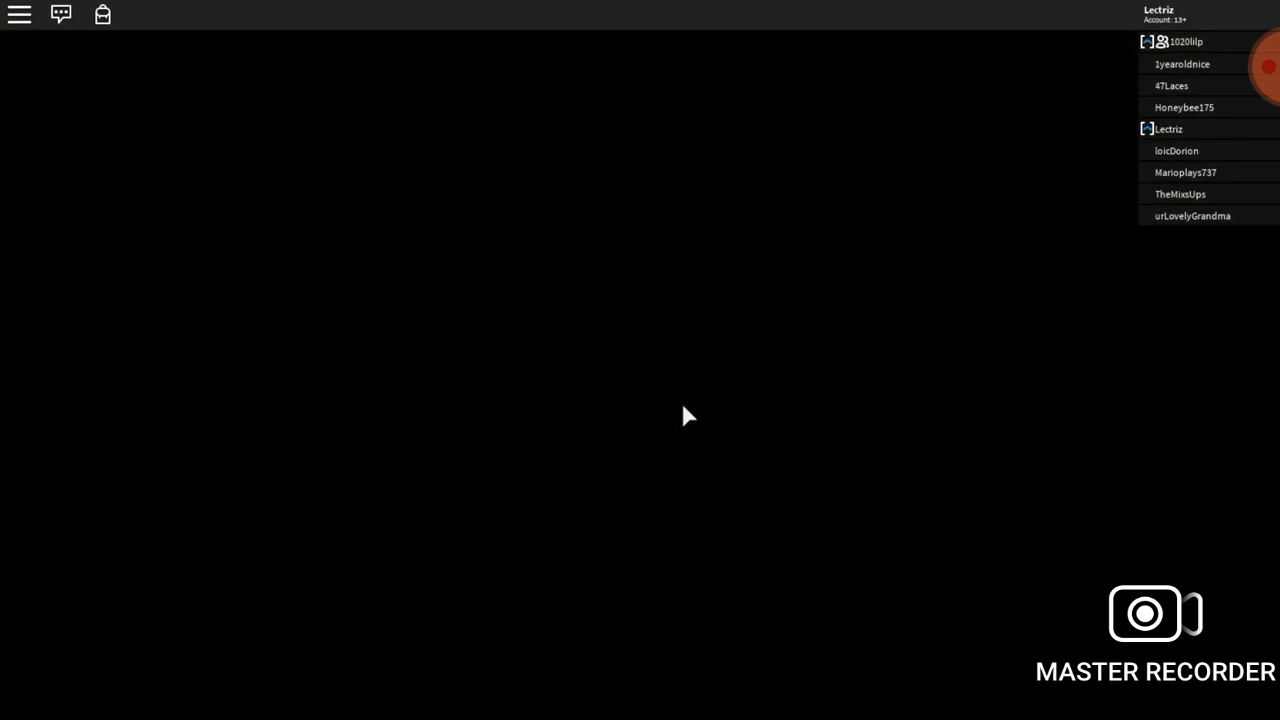 Lectriz
Account: 13+
1020lilp
1yearoldnice
47Laces
Honeybee175
Lectriz
loicDorion
Marioplays737
TheMixsUps
urLovelyGrandma
MASTER RECORDER